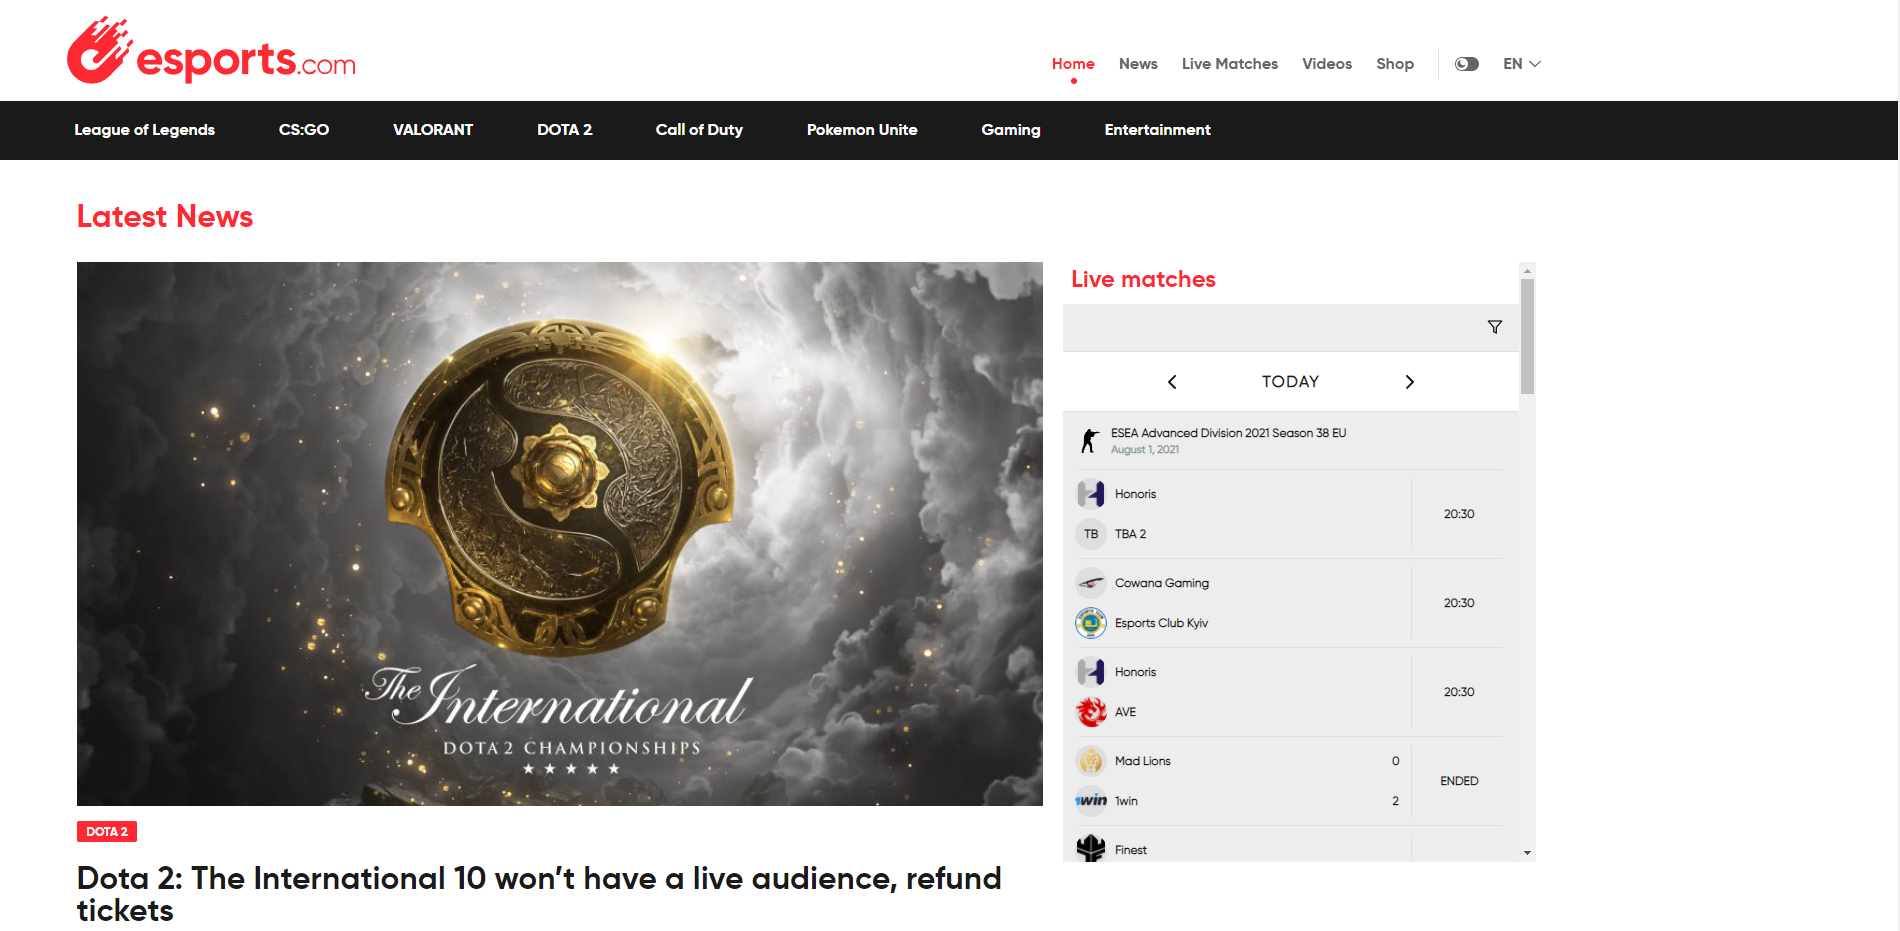 esports.com
Home News Live Matches Videos Shop EN
League of Legends CS:GO VALORANT DOTA 2 Call of Duty Pokemon Unite Gaming Entertainment
Latest News
The International
DOTA 2 CHAMPIONSHIPS
DOTA 2
Dota 2: The International 10 won’t have a live audience, refund
tickets
Live matches
TODAY
ESEA Advanced Division 2021 Season 38 EU
August 1, 2021
Honoris
20:30
TB TBA 2
Cowana Gaming
20:30
Esports Club Kyiv
Honoris
20:30
AVE
Mad Lions 0
ENDED
1win 1win 2
Finest